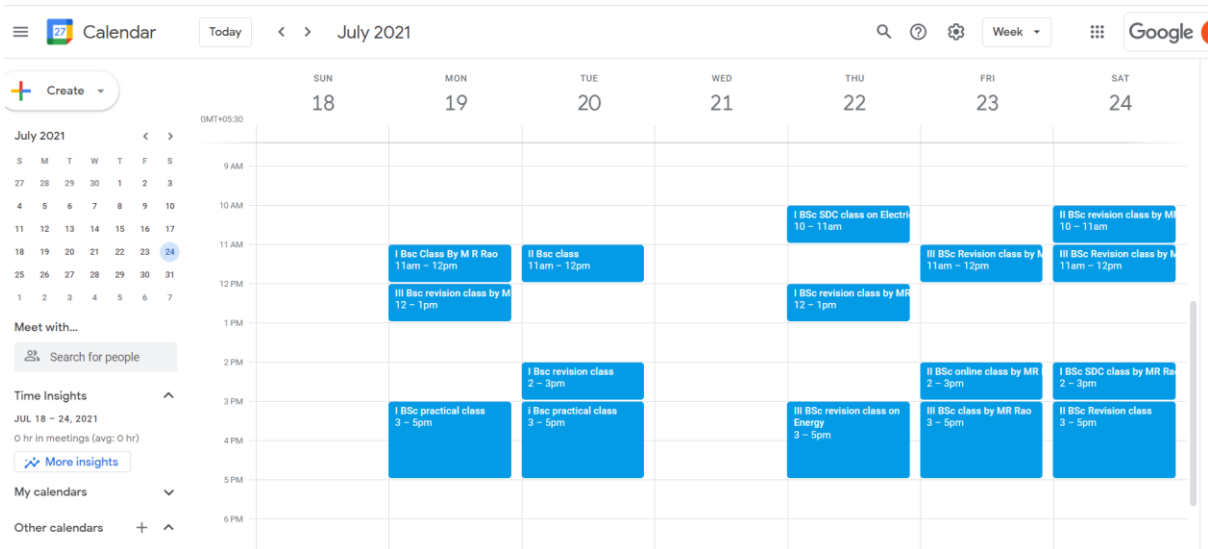 27 Calendar Today July 2021 Week Google
Create
SUN MON TUE WED THU FRI SAT
18 19 20 21 22 23 24
GMT+05:30
July 2021
S M T W T F S
27 28 29 30 1 2 3
4 5 6 7 8 9 10
11 12 13 14 15 16 17
18 19 20 21 22 23 24
25 26 27 28 29 30 31
1 2 3 4 5 6 7
Meet with...
Search for people
Time Insights
JUL 18 – 24, 2021
0 hr in meetings (avg: 0 hr)
More insights
My calendars
Other calendars
9 AM
10 AM
11 AM
12 PM
1 PM
2 PM
3 PM
4 PM
5 PM
6 PM
I Bsc Class By M R Rao
11am – 12pm
III Bsc revision class by M
12 – 1pm
I BSc practical class
3 – 5pm
II Bsc class
11am – 12pm
I Bsc revision class
2 – 3pm
i Bsc practical class
3 – 5pm
I BSc SDC class on Electri
10 – 11am
I BSc revision class by MR
12 – 1pm
III BSc revision class on
Energy
3 – 5pm
III BSc Revision class by M
11am – 12pm
II BSc online class by MR
2 – 3pm
III BSc class by MR Rao
3 – 5pm
II BSc revision class by M
10 – 11am
III BSc Revision class by M
11am – 12pm
I BSc SDC class by MR Ra
2 – 3pm
II BSc Revision class
3 – 5pm